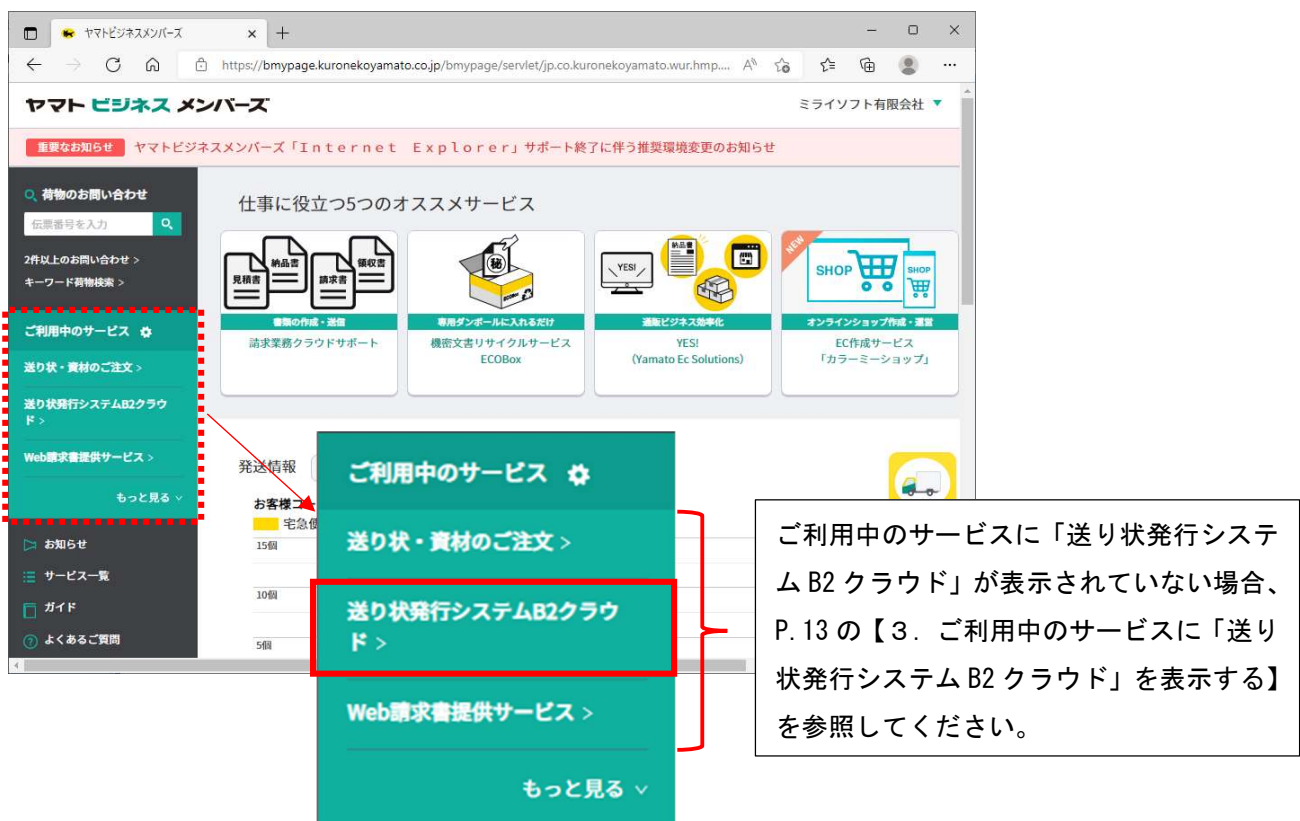 ヤマトビジネスメンバーズ
https://bmypage.kuronekoyamato.co.jp/bmypage/servlet/jp.co.kuronekoyamato.wur.hmp....
ヤマト ビジネス メンバーズ
ミライソフト有限会社 ▼
重要なお知らせ ヤマトビジネスメンバーズ「Ｉｎｔｅｒｎｅｔ　Ｅｘｐｌｏｒｅｒ」サポート終了に伴う推奨環境変更のお知らせ
荷物のお問い合わせ
伝票番号を入力
2件以上のお問い合わせ >
キーワード荷物検索 >
ご利用中のサービス
送り状・資材のご注文 >
送り状発行システムB2クラウ
ド >
Web請求書提供サービス >
もっと見る
お知らせ
サービス一覧
ガイド
よくあるご質問
仕事に役立つ5つのオススメサービス
見積書
納品書
請求書
領収書
書類の作成・送信
請求業務クラウドサポート
秘
ecoBox
専用ダンボールに入れるだけ
機密文書リサイクルサービス
ECOBox
YES!
納品書
通販ビジネス効率化
YES!
(Yamato Ec Solutions)
NEW
SHOP
SHOP
オンラインショップ作成・運営
EC作成サービス
「カラーミーショップ」
発送情報
お客様コー
宅急便
15個
10個
5個
ご利用中のサービス
送り状・資材のご注文 >
送り状発行システムB2クラウ
ド >
Web請求書提供サービス >
もっと見る
ご利用中のサービスに「送り状発行システ
ム B2 クラウド」が表示されていない場合、
P.13 の【３．ご利用中のサービスに「送り
状発行システム B2 クラウド」を表示する】
を参照してください。